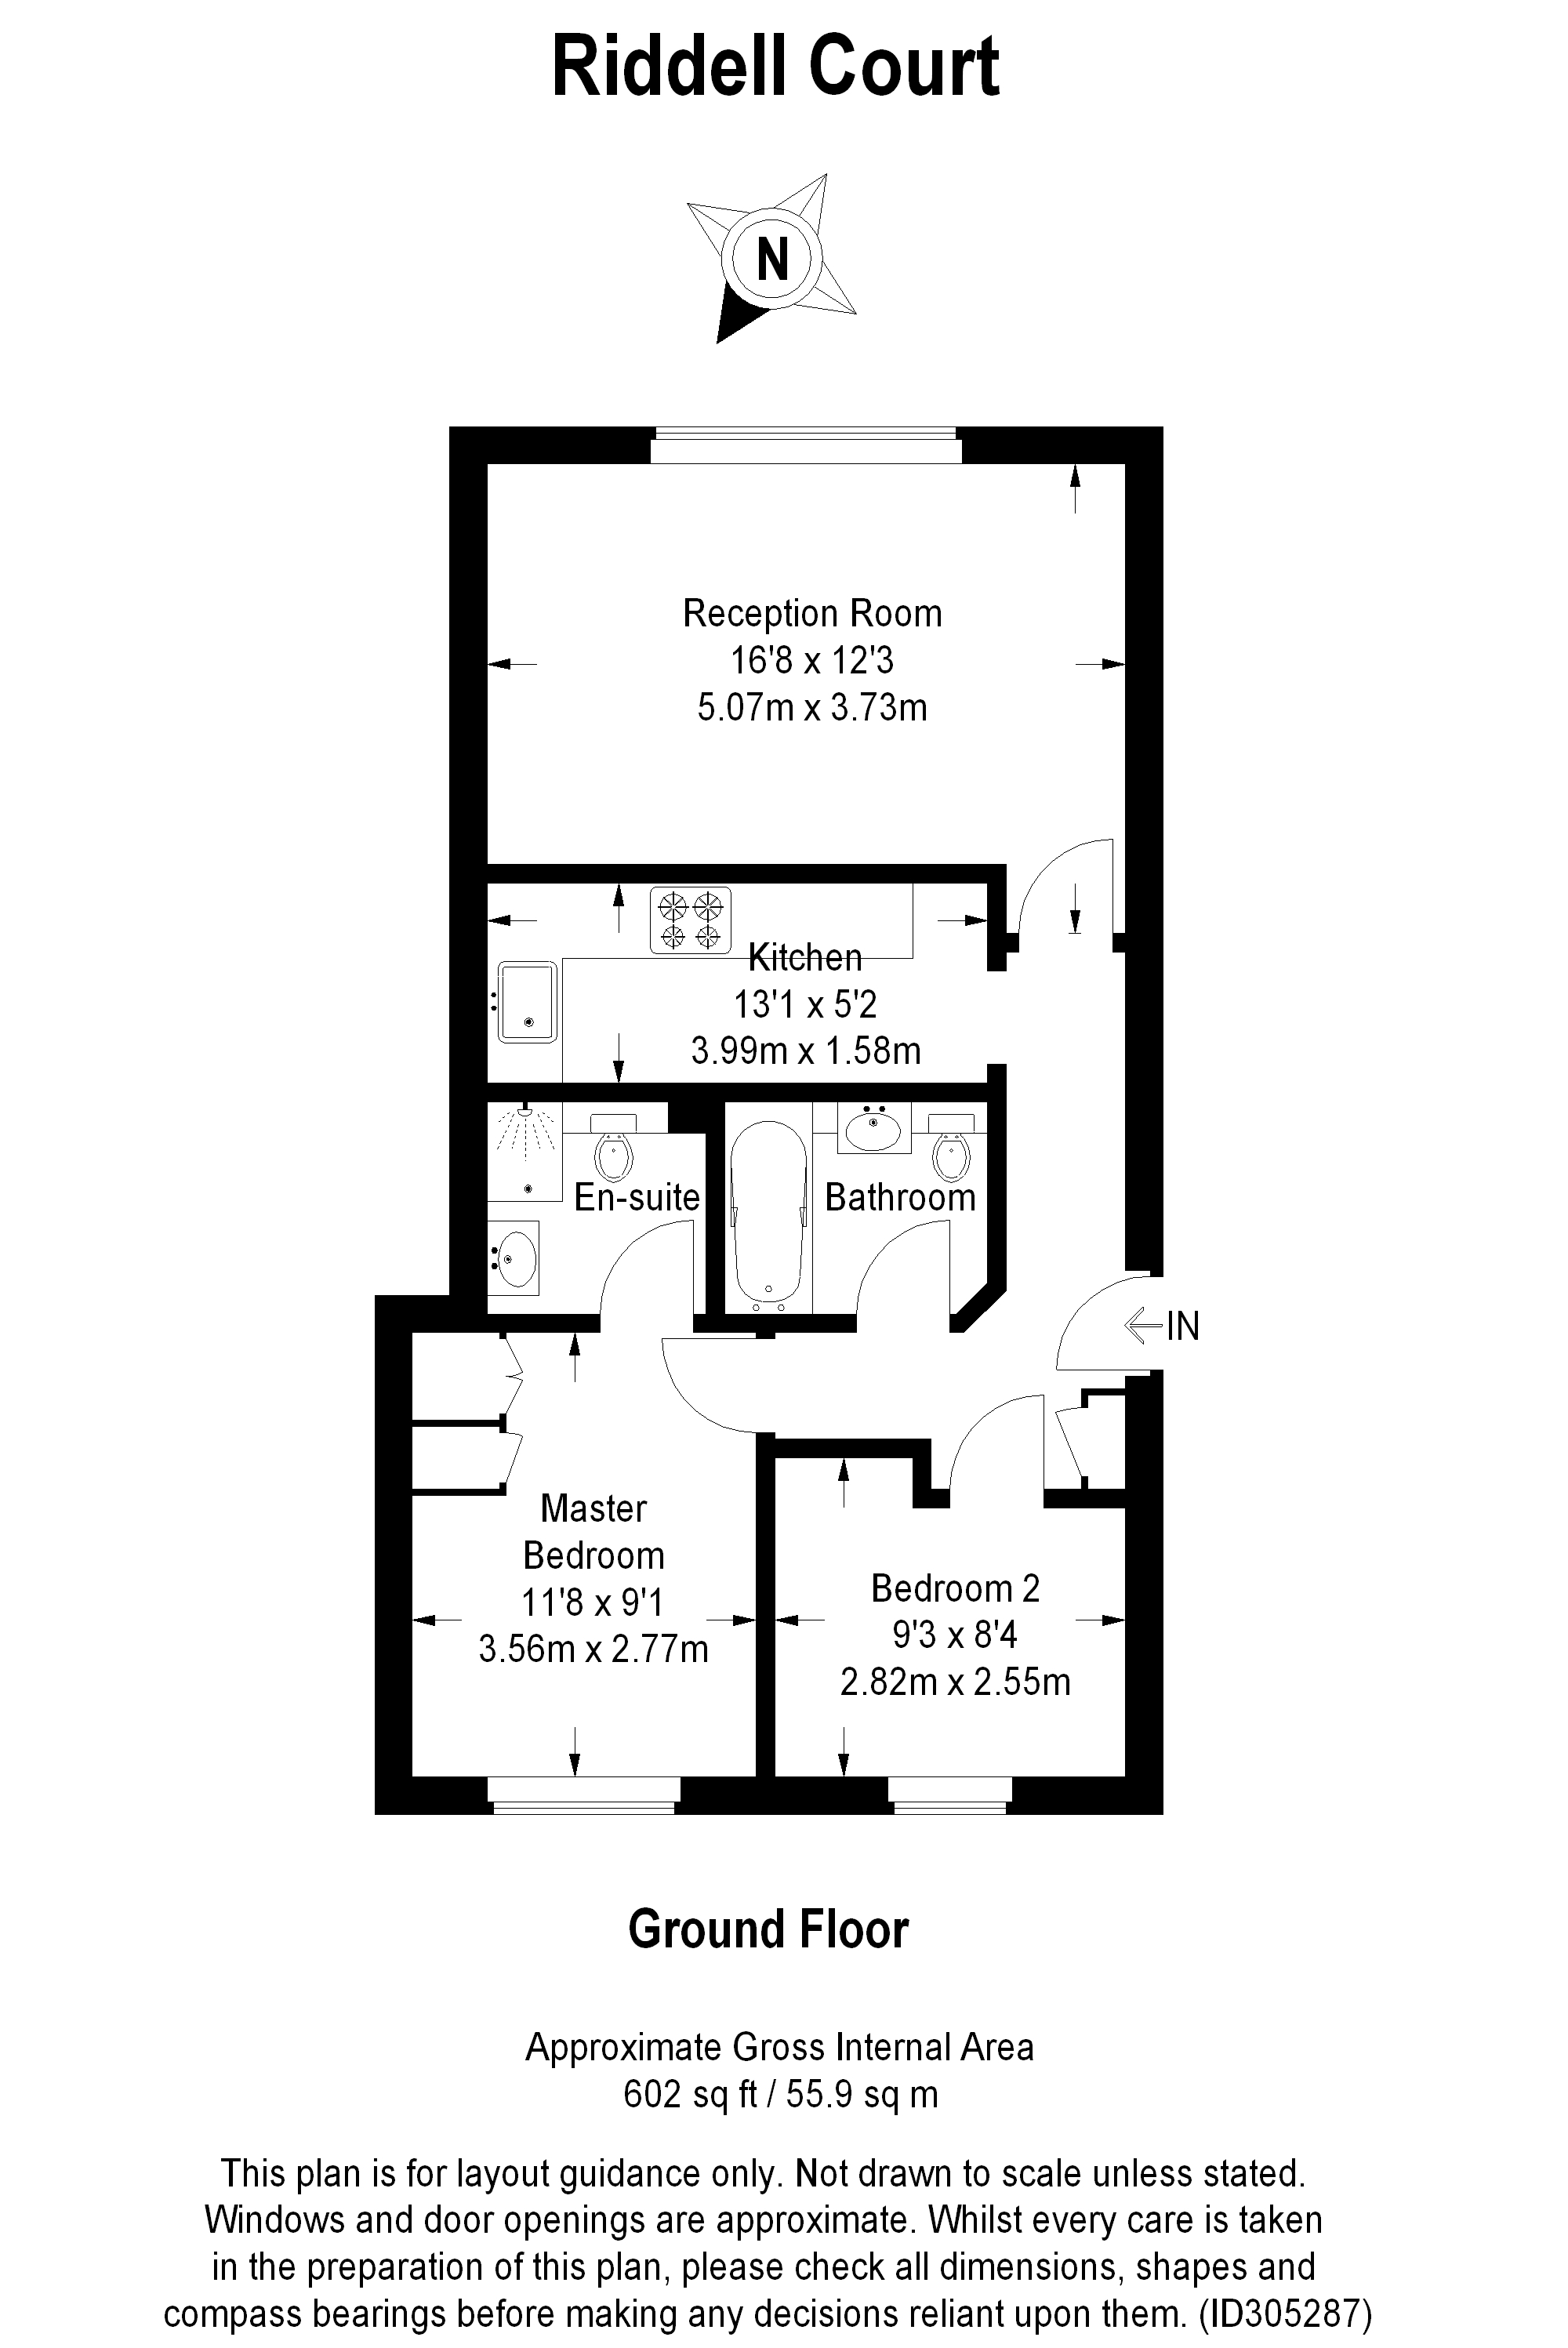 Riddell Court
N
Reception Room
16'8 x 12'3
5.07m x 3.73m
Kitchen
13'1 x 5'2
3.99m x 1.58m
En-suite
Bathroom
IN
Master
Bedroom
11'8 x 9'1
3.56m x 2.77m
Bedroom 2
9'3 x 8'4
2.82m x 2.55m
Ground Floor
Approximate Gross Internal Area
602 sq ft / 55.9 sq m
This plan is for layout guidance only. Not drawn to scale unless stated.
Windows and door openings are approximate. Whilst every care is taken
in the preparation of this plan, please check all dimensions, shapes and
compass bearings before making any decisions reliant upon them. (ID305287)